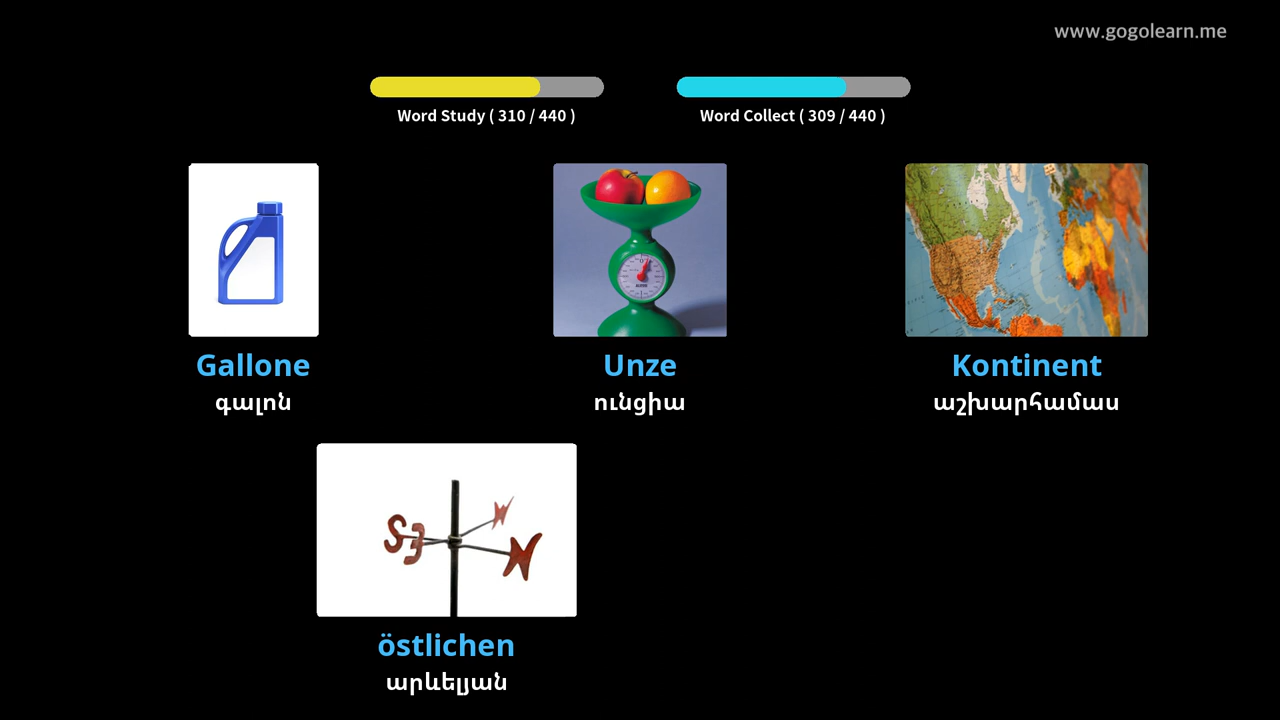 www.gogolearn.me
Word Study ( 310 / 440 )
Word Collect ( 309 / 440 )
Gallone
գալոն
Unze
ունցիա
Kontinent
աշխարհամաս
S
E
N
östlichen
արևելյան